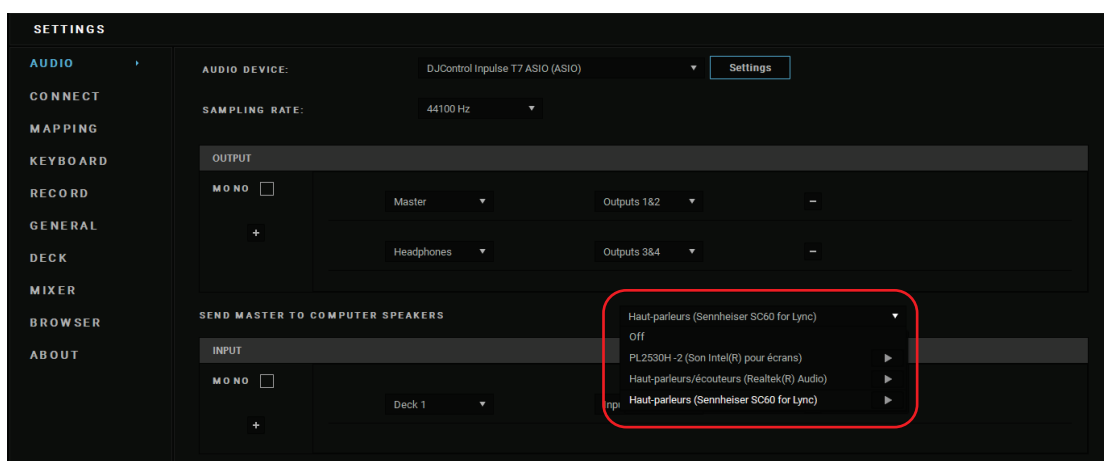 SETTINGS
AUDIO
CONNECT
MAPPING
KEYBOARD
RECORD
GENERAL
DECK
MIXER
BROWSER
ABOUT
AUDIO DEVICE: DJControl Inpulse T7 ASIO (ASIO) Settings
SAMPLING RATE: 44100 Hz
OUTPUT
MONO
Master Outputs 1&2 –
+
Headphones Outputs 3&4 –
SEND MASTER TO COMPUTER SPEAKERS Haut-parleurs (Sennheiser SC60 for Lync)
Off
PL2530H -2 (Son Intel(R) pour écrans)
Haut-parleurs/écouteurs (Realtek(R) Audio)
Haut-parleurs (Sennheiser SC60 for Lync)
INPUT
MONO
Deck 1
+